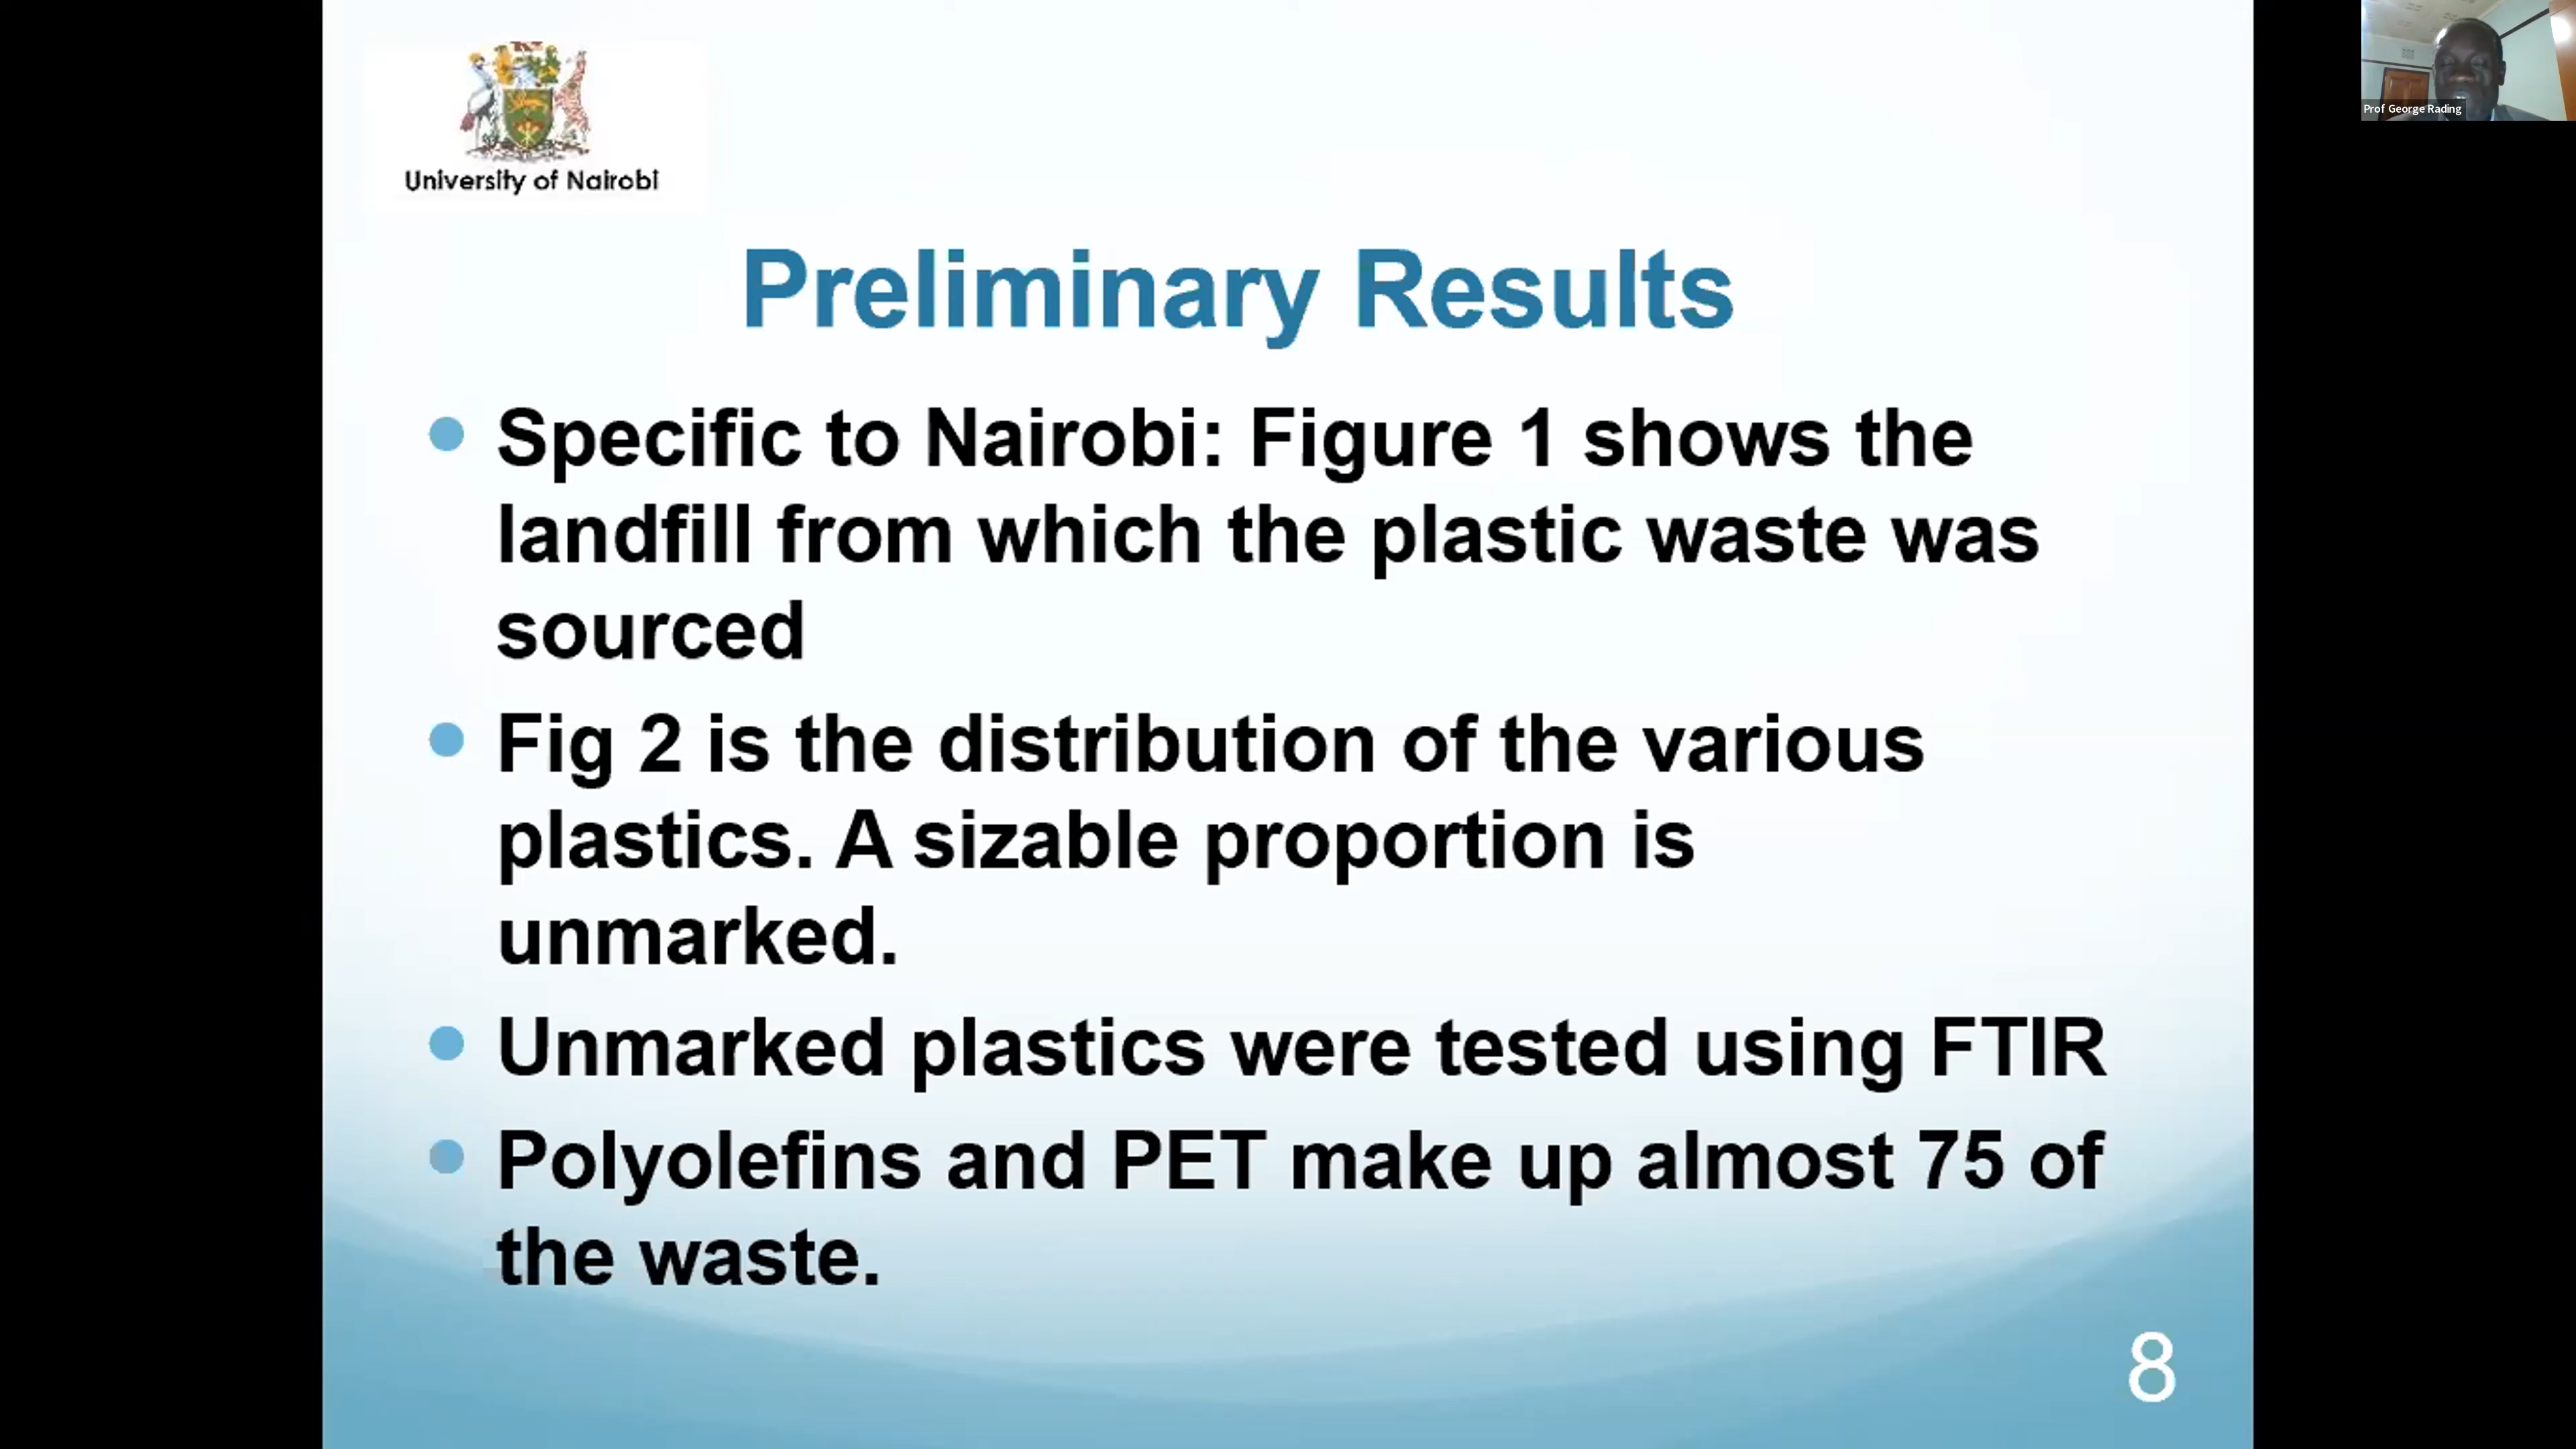 University of Nairobi
Prof George Rading
Preliminary Results
Specific to Nairobi: Figure 1 shows the
landfill from which the plastic waste was
sourced
Fig 2 is the distribution of the various
plastics. A sizable proportion is
unmarked.
Unmarked plastics were tested using FTIR
Polyolefins and PET make up almost 75 of
the waste.
8